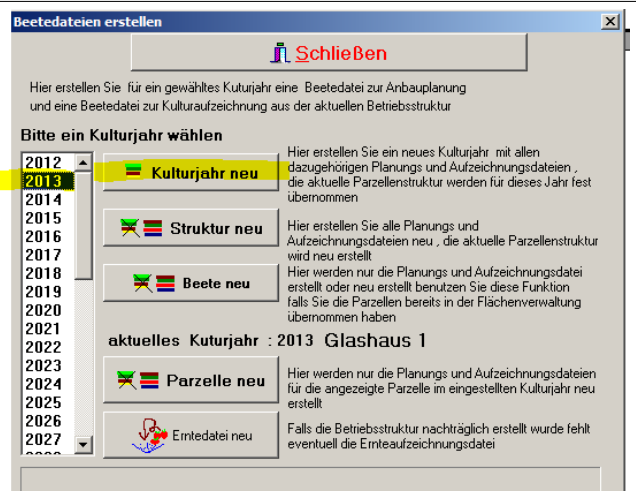 Beetedateien erstellen
Schließen
Hier erstellen Sie für ein gewähltes Kuturjahr eine Beetedatei zur Anbauplanung
und eine Beetedatei zur Kulturaufzeichnung aus der aktuellen Betriebsstruktur
Bitte ein Kulturjahr wählen
2012
2013
2014
2015
2016
2017
2018
2019
2020
2021
2022
2023
2024
2025
2026
2027
Kulturjahr neu
Hier erstellen Sie ein neues Kulturjahr mit allen
dazugehörigen Planungs und Aufzeichnungsdateien ,
die aktuelle Parzellenstruktur werden für dieses Jahr fest
übernommen
Struktur neu
Hier erstellen Sie alle Planungs und
Aufzeichnungsdateien neu , die aktuelle Parzellenstruktur
wird neu erstellt
Beete neu
Hier werden nur die Planungs und Aufzeichnungsdatei
erstellt oder neu erstellt benutzen Sie diese Funktion
falls Sie die Parzellen bereits in der Flächenverwaltung
übernommen haben
aktuelles Kuturjahr : 2013 Glashaus 1
Parzelle neu
Hier werden nur die Planungs und Aufzeichnungsdateien
für die angezeigte Parzelle im eingestellten Kulturjahr neu
erstellt
Erntedatei neu
Falls die Betriebsstruktur nachträglich erstellt wurde fehlt
eventuell die Ernteaufzeichnungsdatei